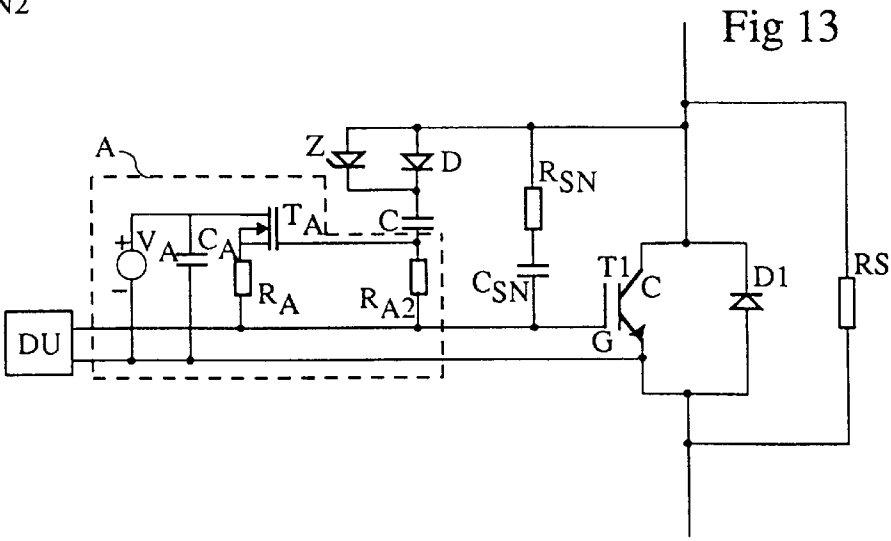 N2
Fig 13
A
Z
D
R_SN
+
V_A
C_A
T_A
C
−
R_A
R_A2
C_SN
T1
C
D1
RS
G
DU